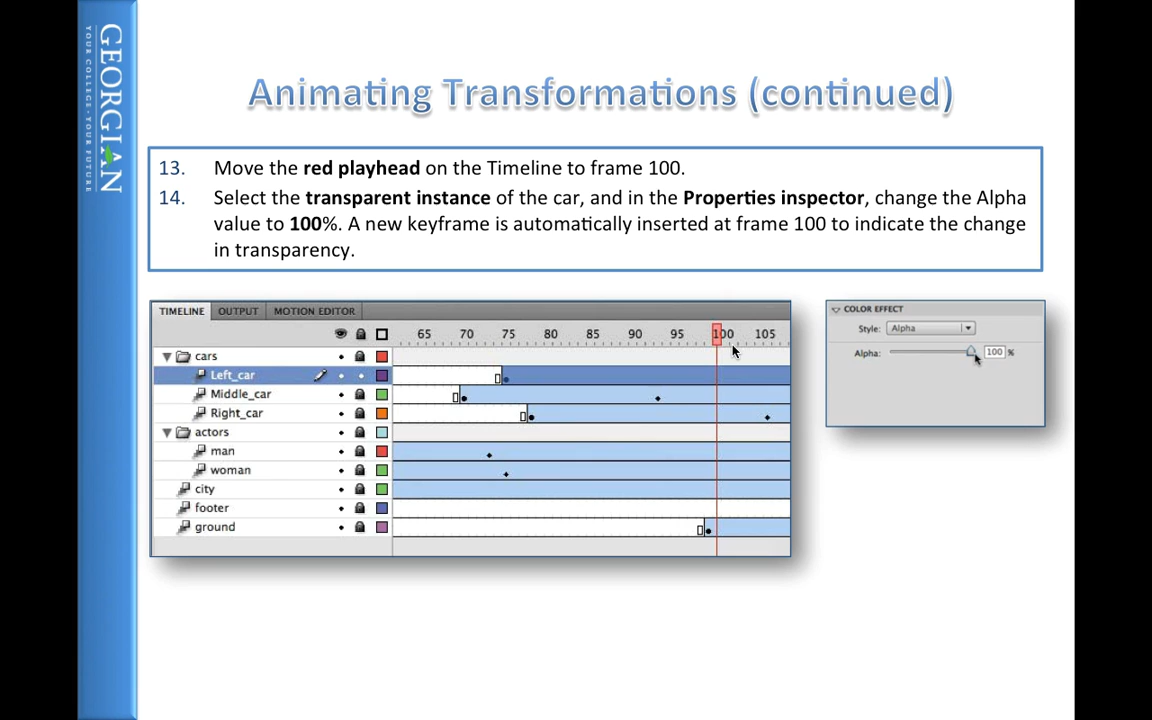 GEORGIAN
YOUR COLLEGE · YOUR FUTURE
Animating Transformations (continued)
13. Move the red playhead on the Timeline to frame 100.
14. Select the transparent instance of the car, and in the Properties inspector, change the Alpha
value to 100%. A new keyframe is automatically inserted at frame 100 to indicate the change
in transparency.
TIMELINE OUTPUT MOTION EDITOR
65 70 75 80 85 90 95 100 105
cars
Left_car
Middle_car
Right_car
actors
man
woman
city
footer
ground
COLOR EFFECT
Style: Alpha
Alpha: 100 %